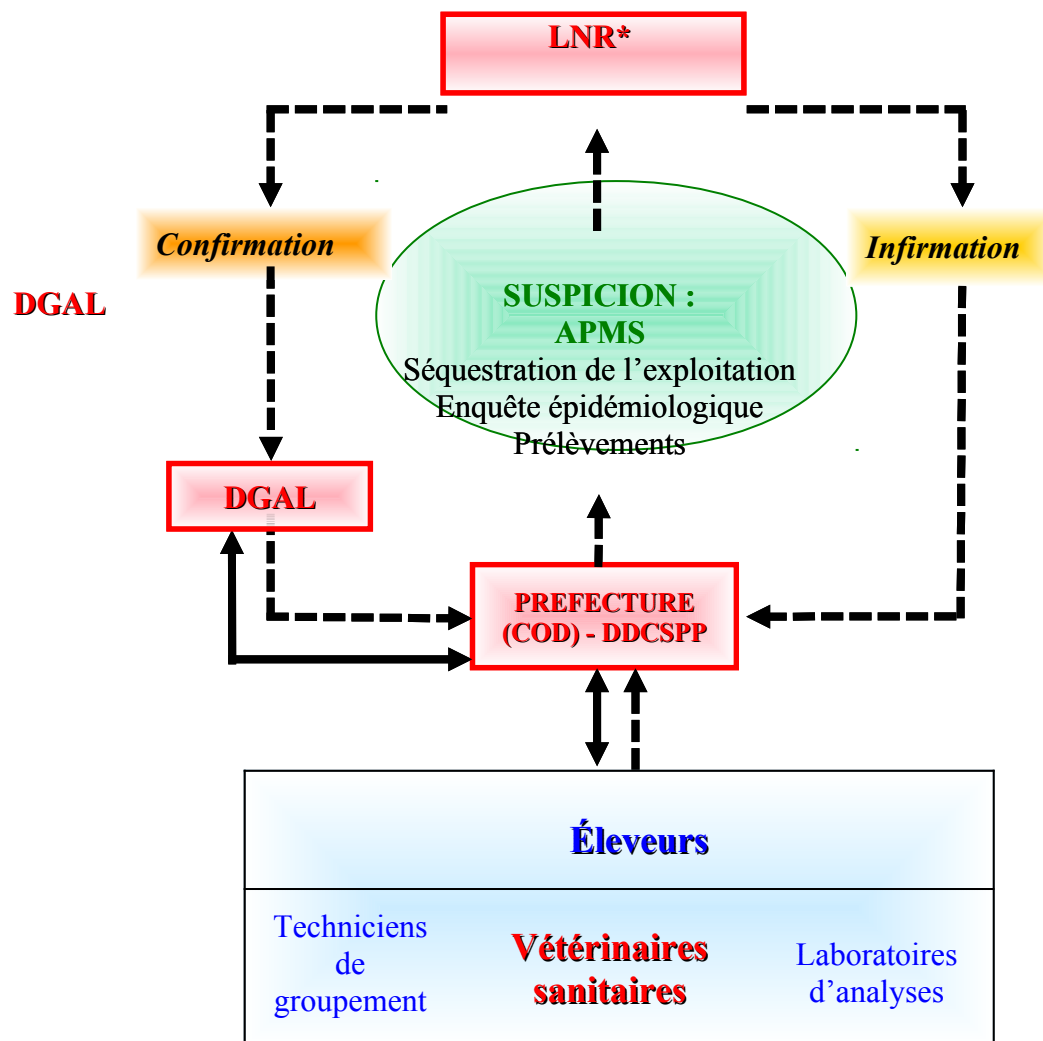 LNR*
Confirmation
Infirmation
DGAL
SUSPICION :
APMS
Séquestration de l’exploitation
Enquête épidémiologique
Prélèvements
DGAL
PREFECTURE
(COD) - DDCSPP
Éleveurs
Techniciens
de
groupement
Vétérinaires
sanitaires
Laboratoires
d’analyses